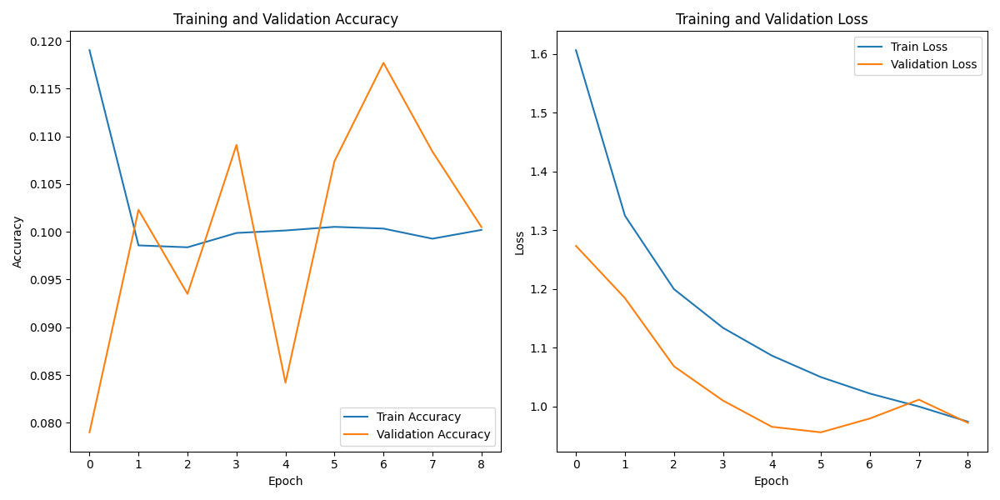 Training and Validation Accuracy
0.120
0.115
0.110
0.105
0.100
0.095
0.090
0.085
0.080
Accuracy
0 1 2 3 4 5 6 7 8
Epoch
Train Accuracy
Validation Accuracy
Training and Validation Loss
1.6
1.5
1.4
1.3
1.2
1.1
1.0
Loss
0 1 2 3 4 5 6 7 8
Epoch
Train Loss
Validation Loss